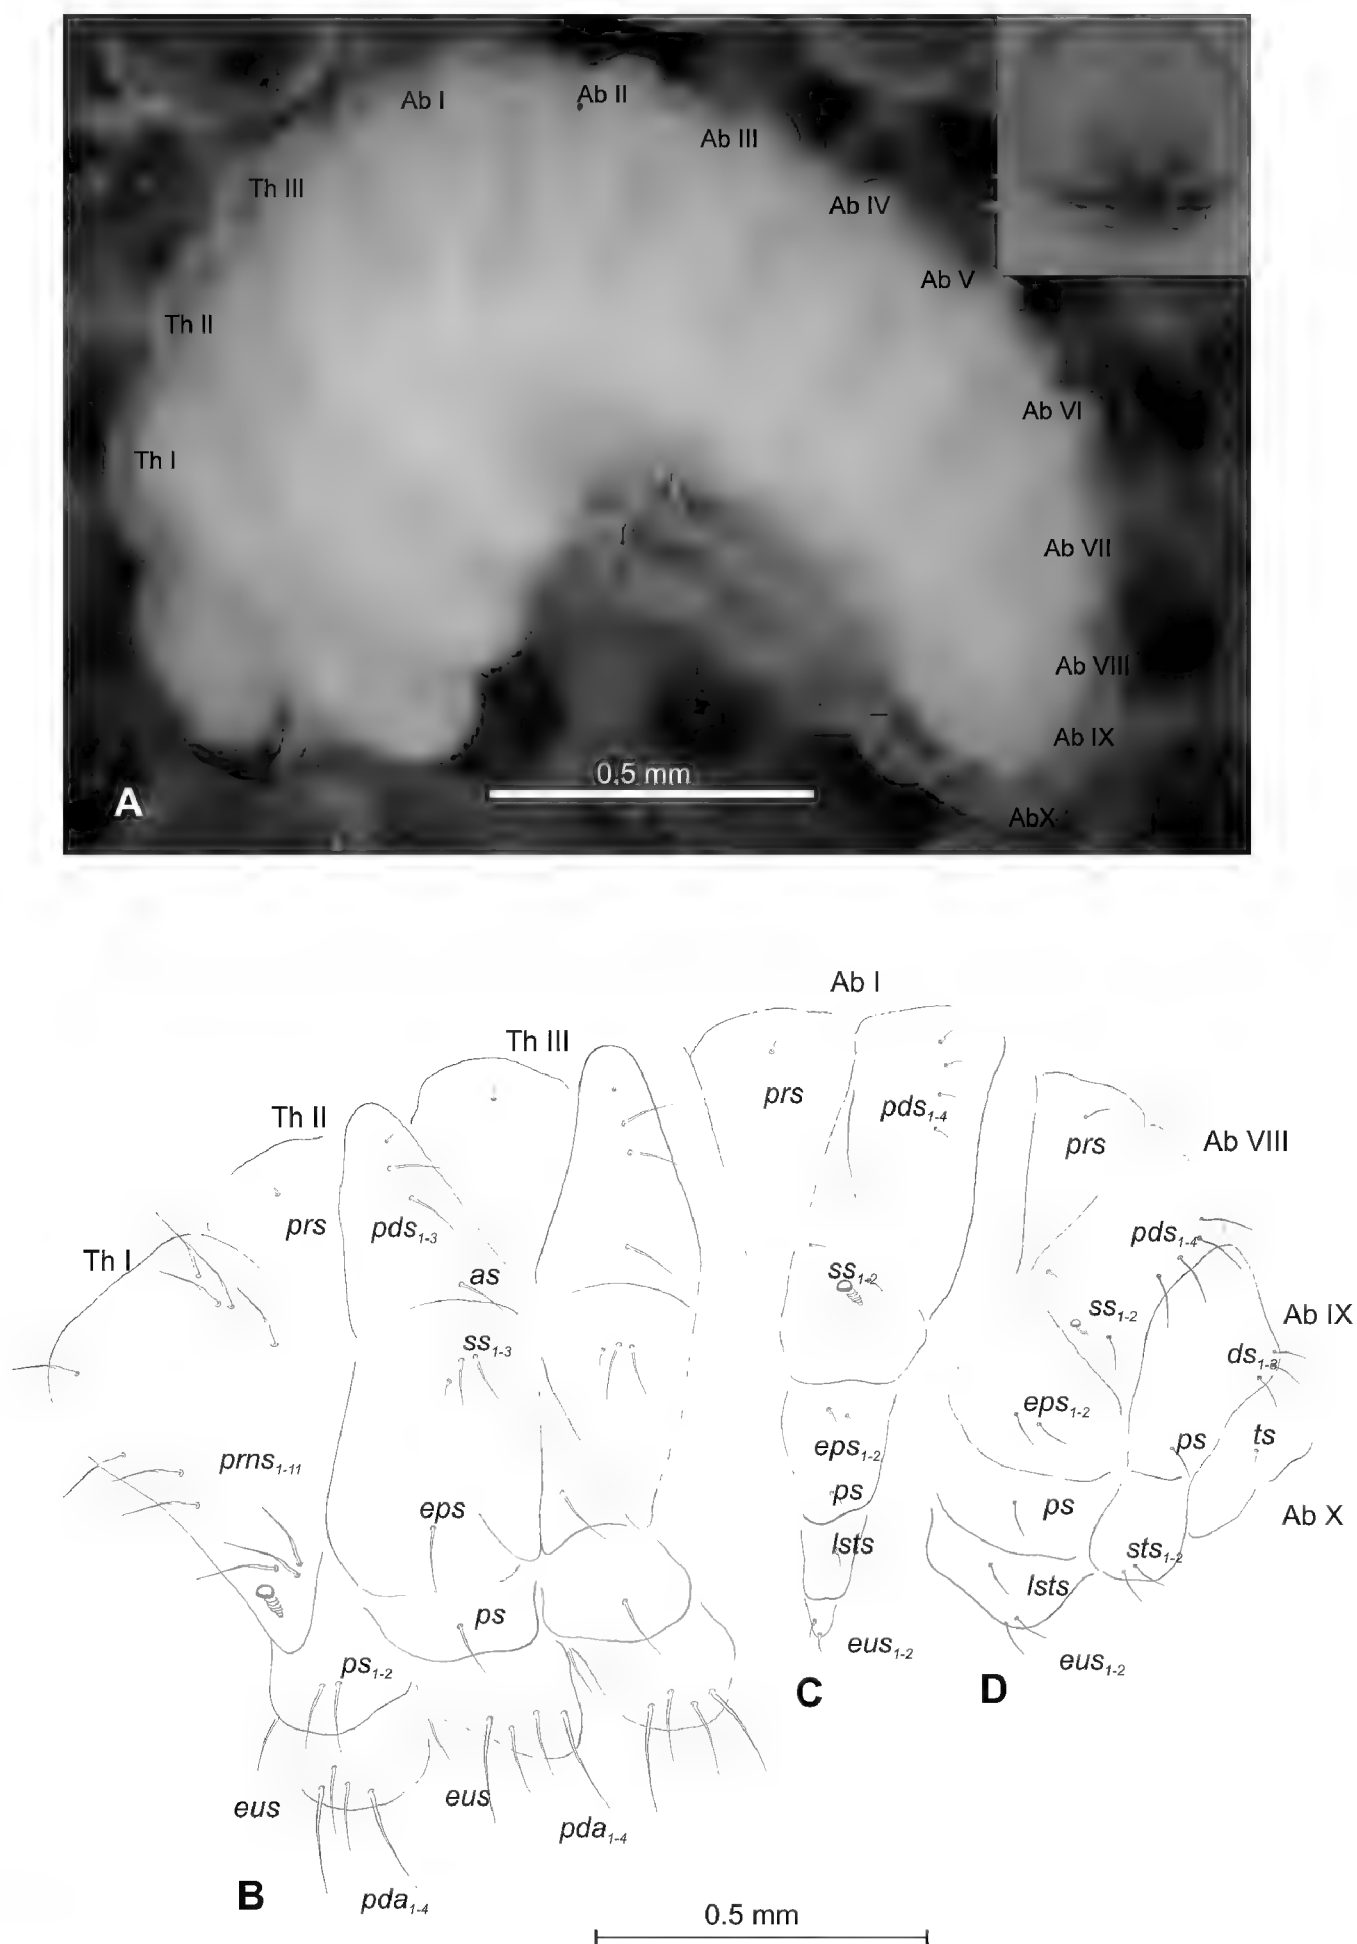 Ab I
Ab II
Ab III
Th III
Ab IV
Ab V
Th II
Ab VI
Th I
Ab VII
Ab VIII
Ab IX
0.5 mm
A
AbX
Ab I
Th III
prs
pds1-4
Th II
prs
Ab VIII
prs
pds1-3
pds1-4
Th I
as
ss1-2
ss1-2
Ab IX
ss1-3
ds1-3
eps1-2
ps
ts
prns1-11
eps1-2
ps
eps
ps
Ab X
lsts
sts1-2
lsts
ps
eus1-2
eus1-2
ps1-2
C
D
eus
eus
pda1-4
B
pda1-4
0.5 mm